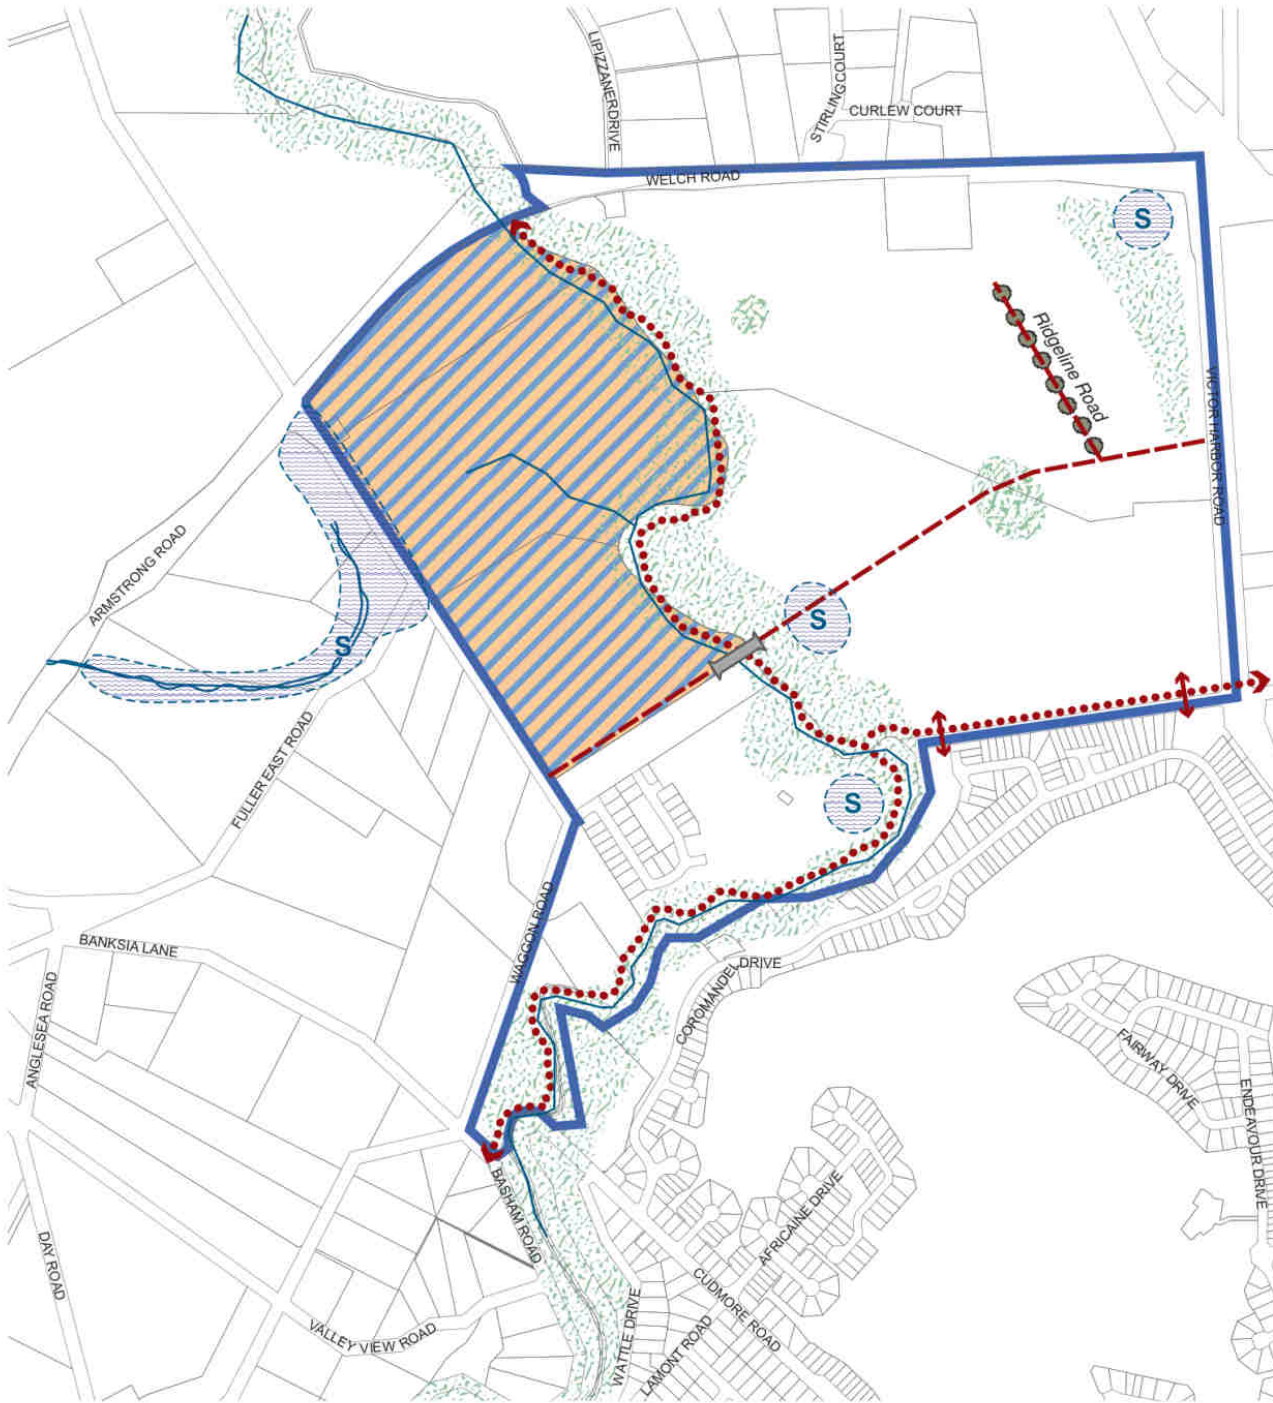 LIPIZZANERDRIVE
STIRLINGCOURT
CURLEW COURT
WELCH ROAD
S
Ridgeline Road
VICTOR HARBOR ROAD
ARMSTRONG ROAD
S
S
FULLER EAST ROAD
S
WAGGON ROAD
BANKSIA LANE
ANGLESEA ROAD
COROMANDEL DRIVE
FAIRWAY DRIVE
ENDEAVOUR DRIVE
BASHAM ROAD
AFRICAINE DRIVE
DAY ROAD
CUDMORE ROAD
VALLEY VIEW ROAD
WATTLE DRIVE
LAMONT ROAD